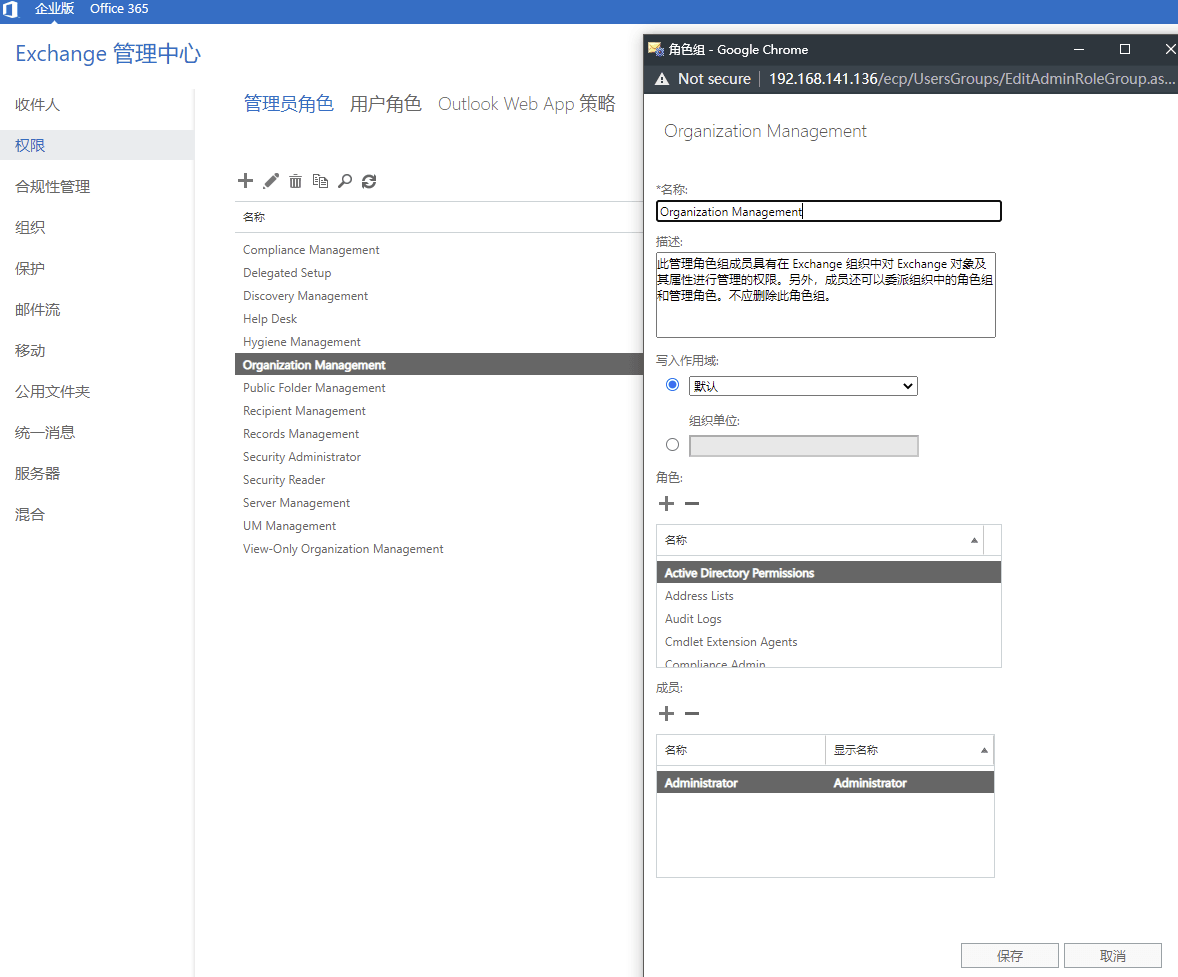 企业版 Office 365
Exchange 管理中心
收件人
权限
合规性管理
组织
保护
邮件流
移动
公用文件夹
统一消息
服务器
混合
管理员角色 用户角色 Outlook Web App 策略
名称
Compliance Management
Delegated Setup
Discovery Management
Help Desk
Hygiene Management
Organization Management
Public Folder Management
Recipient Management
Records Management
Security Administrator
Security Reader
Server Management
UM Management
View-Only Organization Management
角色组 - Google Chrome
Not secure 192.168.141.136/ecp/UsersGroups/EditAdminRoleGroup.as...
Organization Management
*名称:
Organization Management
描述:
此管理角色组成员具有在 Exchange 组织中对 Exchange 对象及
其属性进行管理的权限。另外，成员还可以委派组织中的角色组
和管理角色。不应删除此角色组。
写入作用域:
默认
组织单位:
角色:
名称
Active Directory Permissions
Address Lists
Audit Logs
Cmdlet Extension Agents
Compliance Admin
成员:
名称 显示名称
Administrator Administrator
保存 取消